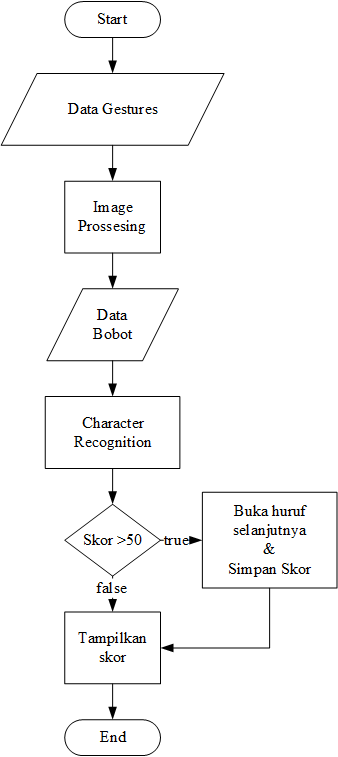 Start
Data Gestures
Image
Prossesing
Data
Bobot
Character
Recognition
Skor >50
true
Buka huruf
selanjutnya
&
Simpan Skor
false
Tampilkan
skor
End